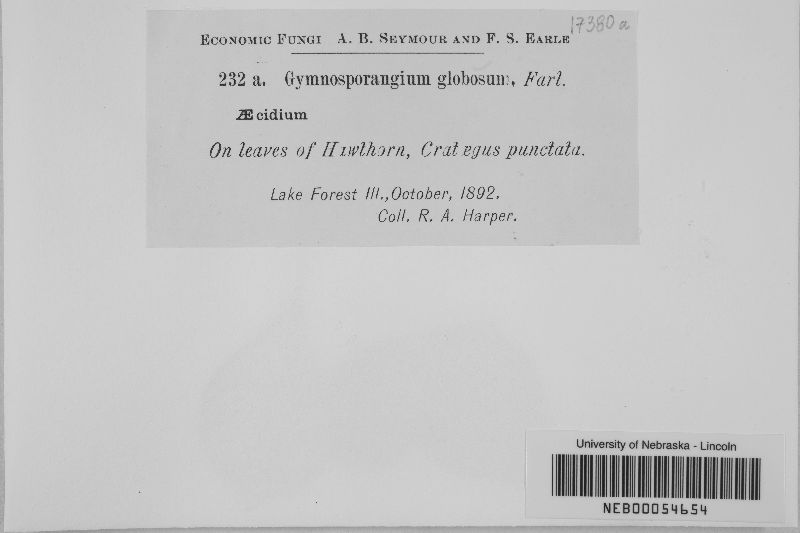 17380a
Economic Fungi A. B. Seymour and F. S. Earle
232 a. Gymnosporangium globosum, Farl.
Æcidium
On leaves of Hawthorn, Cratægus punctata.
Lake Forest Ill., October, 1892.
Coll. R. A. Harper.
University of Nebraska - Lincoln
NEB00054654